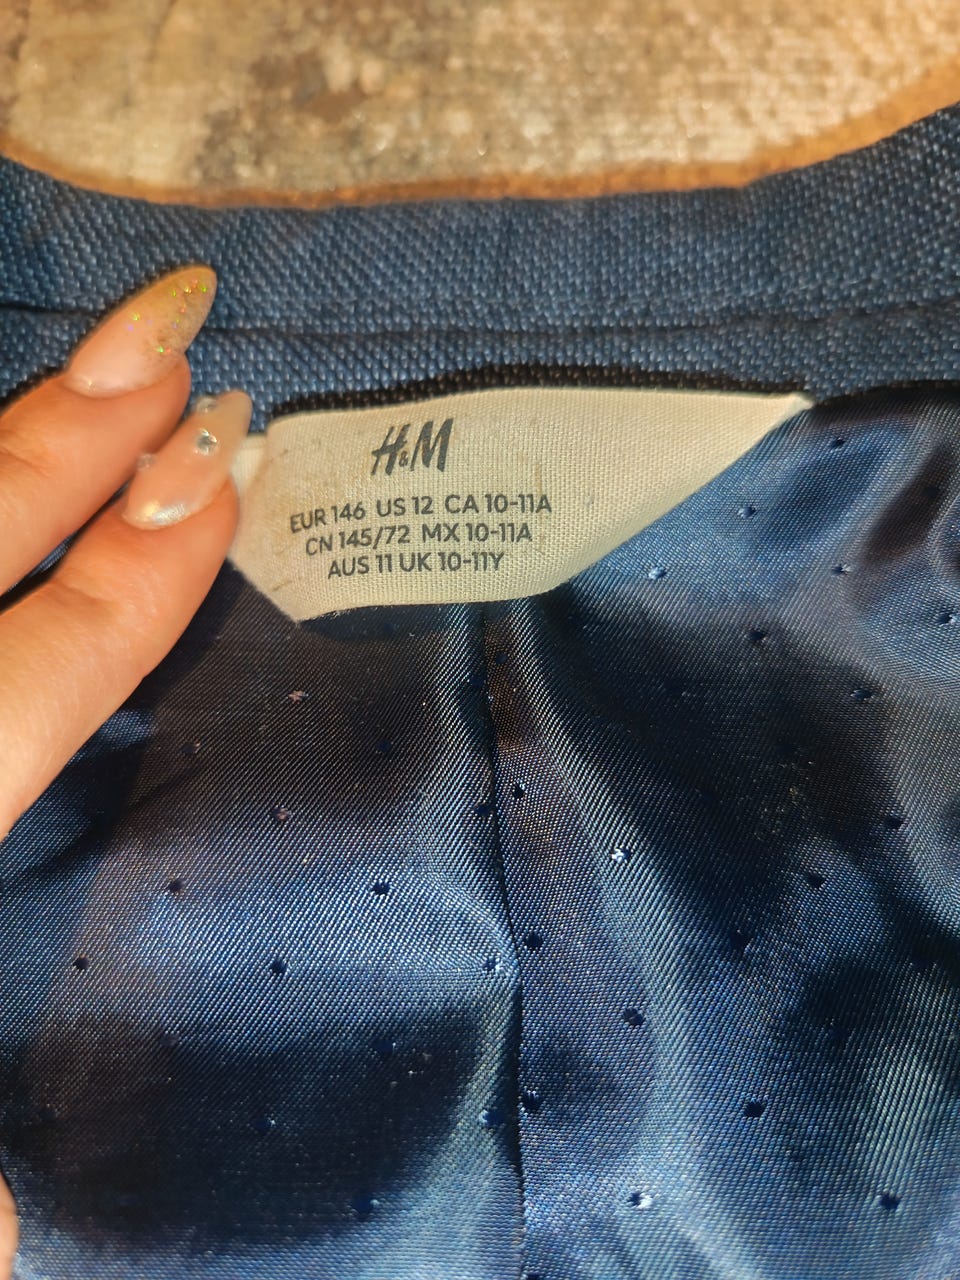 H&M
EUR 146 US 12 CA 10-11A
CN 145/72 MX 10-11A
AUS 11 UK 10-11Y